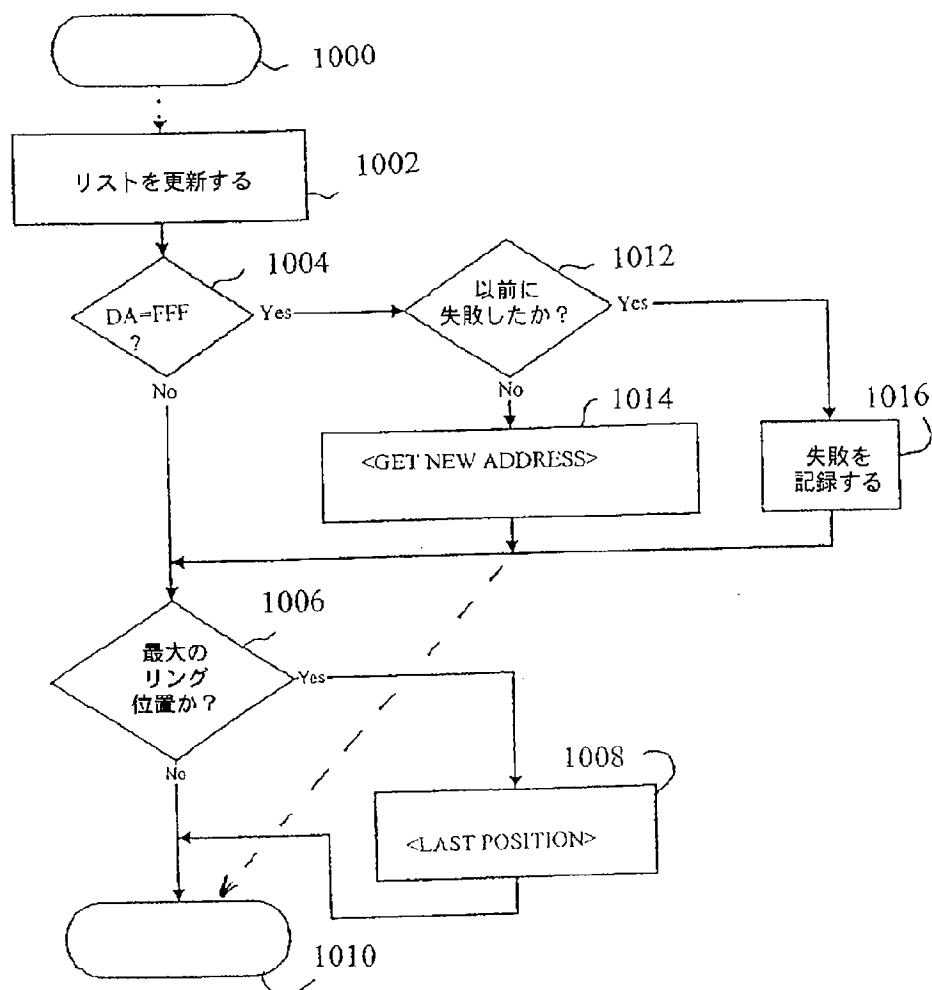 1000
リストを更新する
1002
1004
DA=FFF
?
Yes
No
1012
以前に
失敗したか？
Yes
No
1014
<GET NEW ADDRESS>
1016
失敗を
記録する
1006
最大の
リング
位置か？
Yes
No
1008
<LAST POSITION>
1010